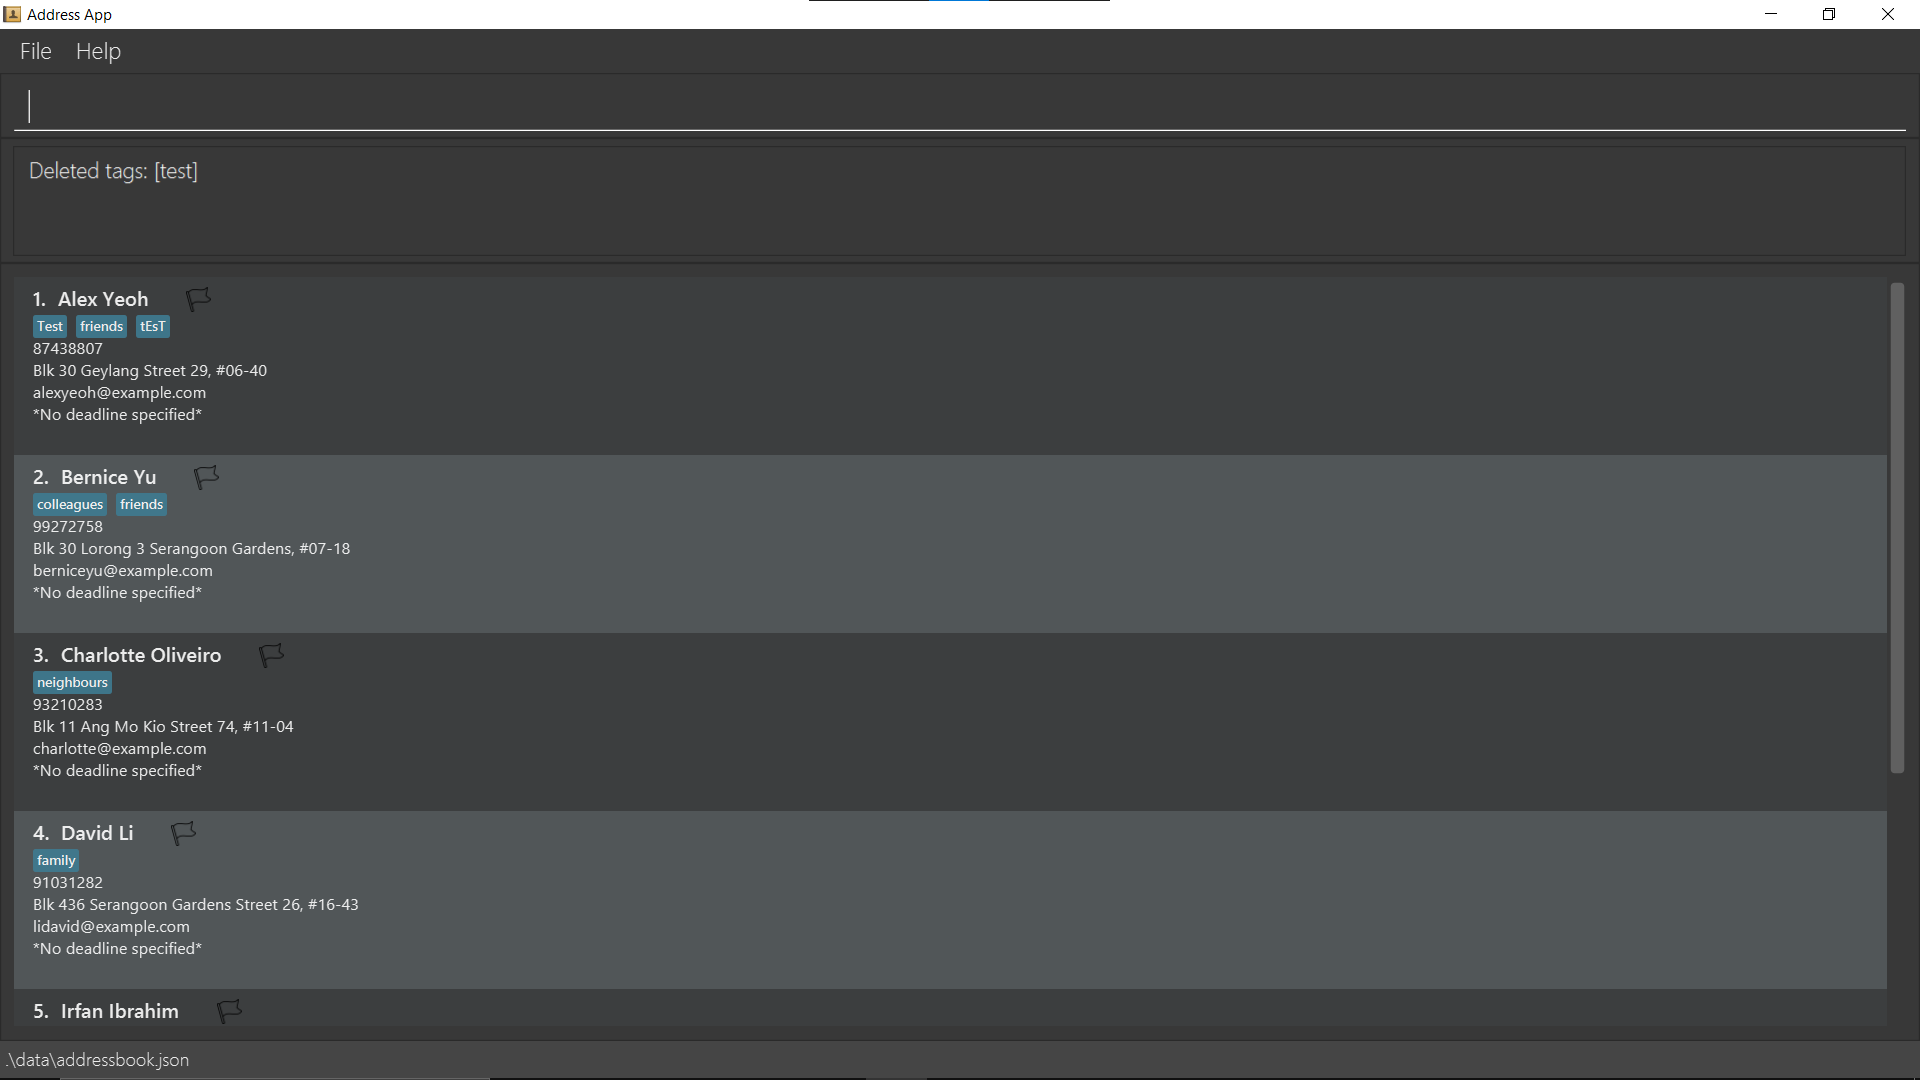 Address App
File Help
Deleted tags: [test]
1. Alex Yeoh
Test friends tEsT
87438807
Blk 30 Geylang Street 29, #06-40
alexyeoh@example.com
*No deadline specified*
2. Bernice Yu
colleagues friends
99272758
Blk 30 Lorong 3 Serangoon Gardens, #07-18
berniceyu@example.com
*No deadline specified*
3. Charlotte Oliveiro
neighbours
93210283
Blk 11 Ang Mo Kio Street 74, #11-04
charlotte@example.com
*No deadline specified*
4. David Li
family
91031282
Blk 436 Serangoon Gardens Street 26, #16-43
lidavid@example.com
*No deadline specified*
5. Irfan Ibrahim
.\data\addressbook.json